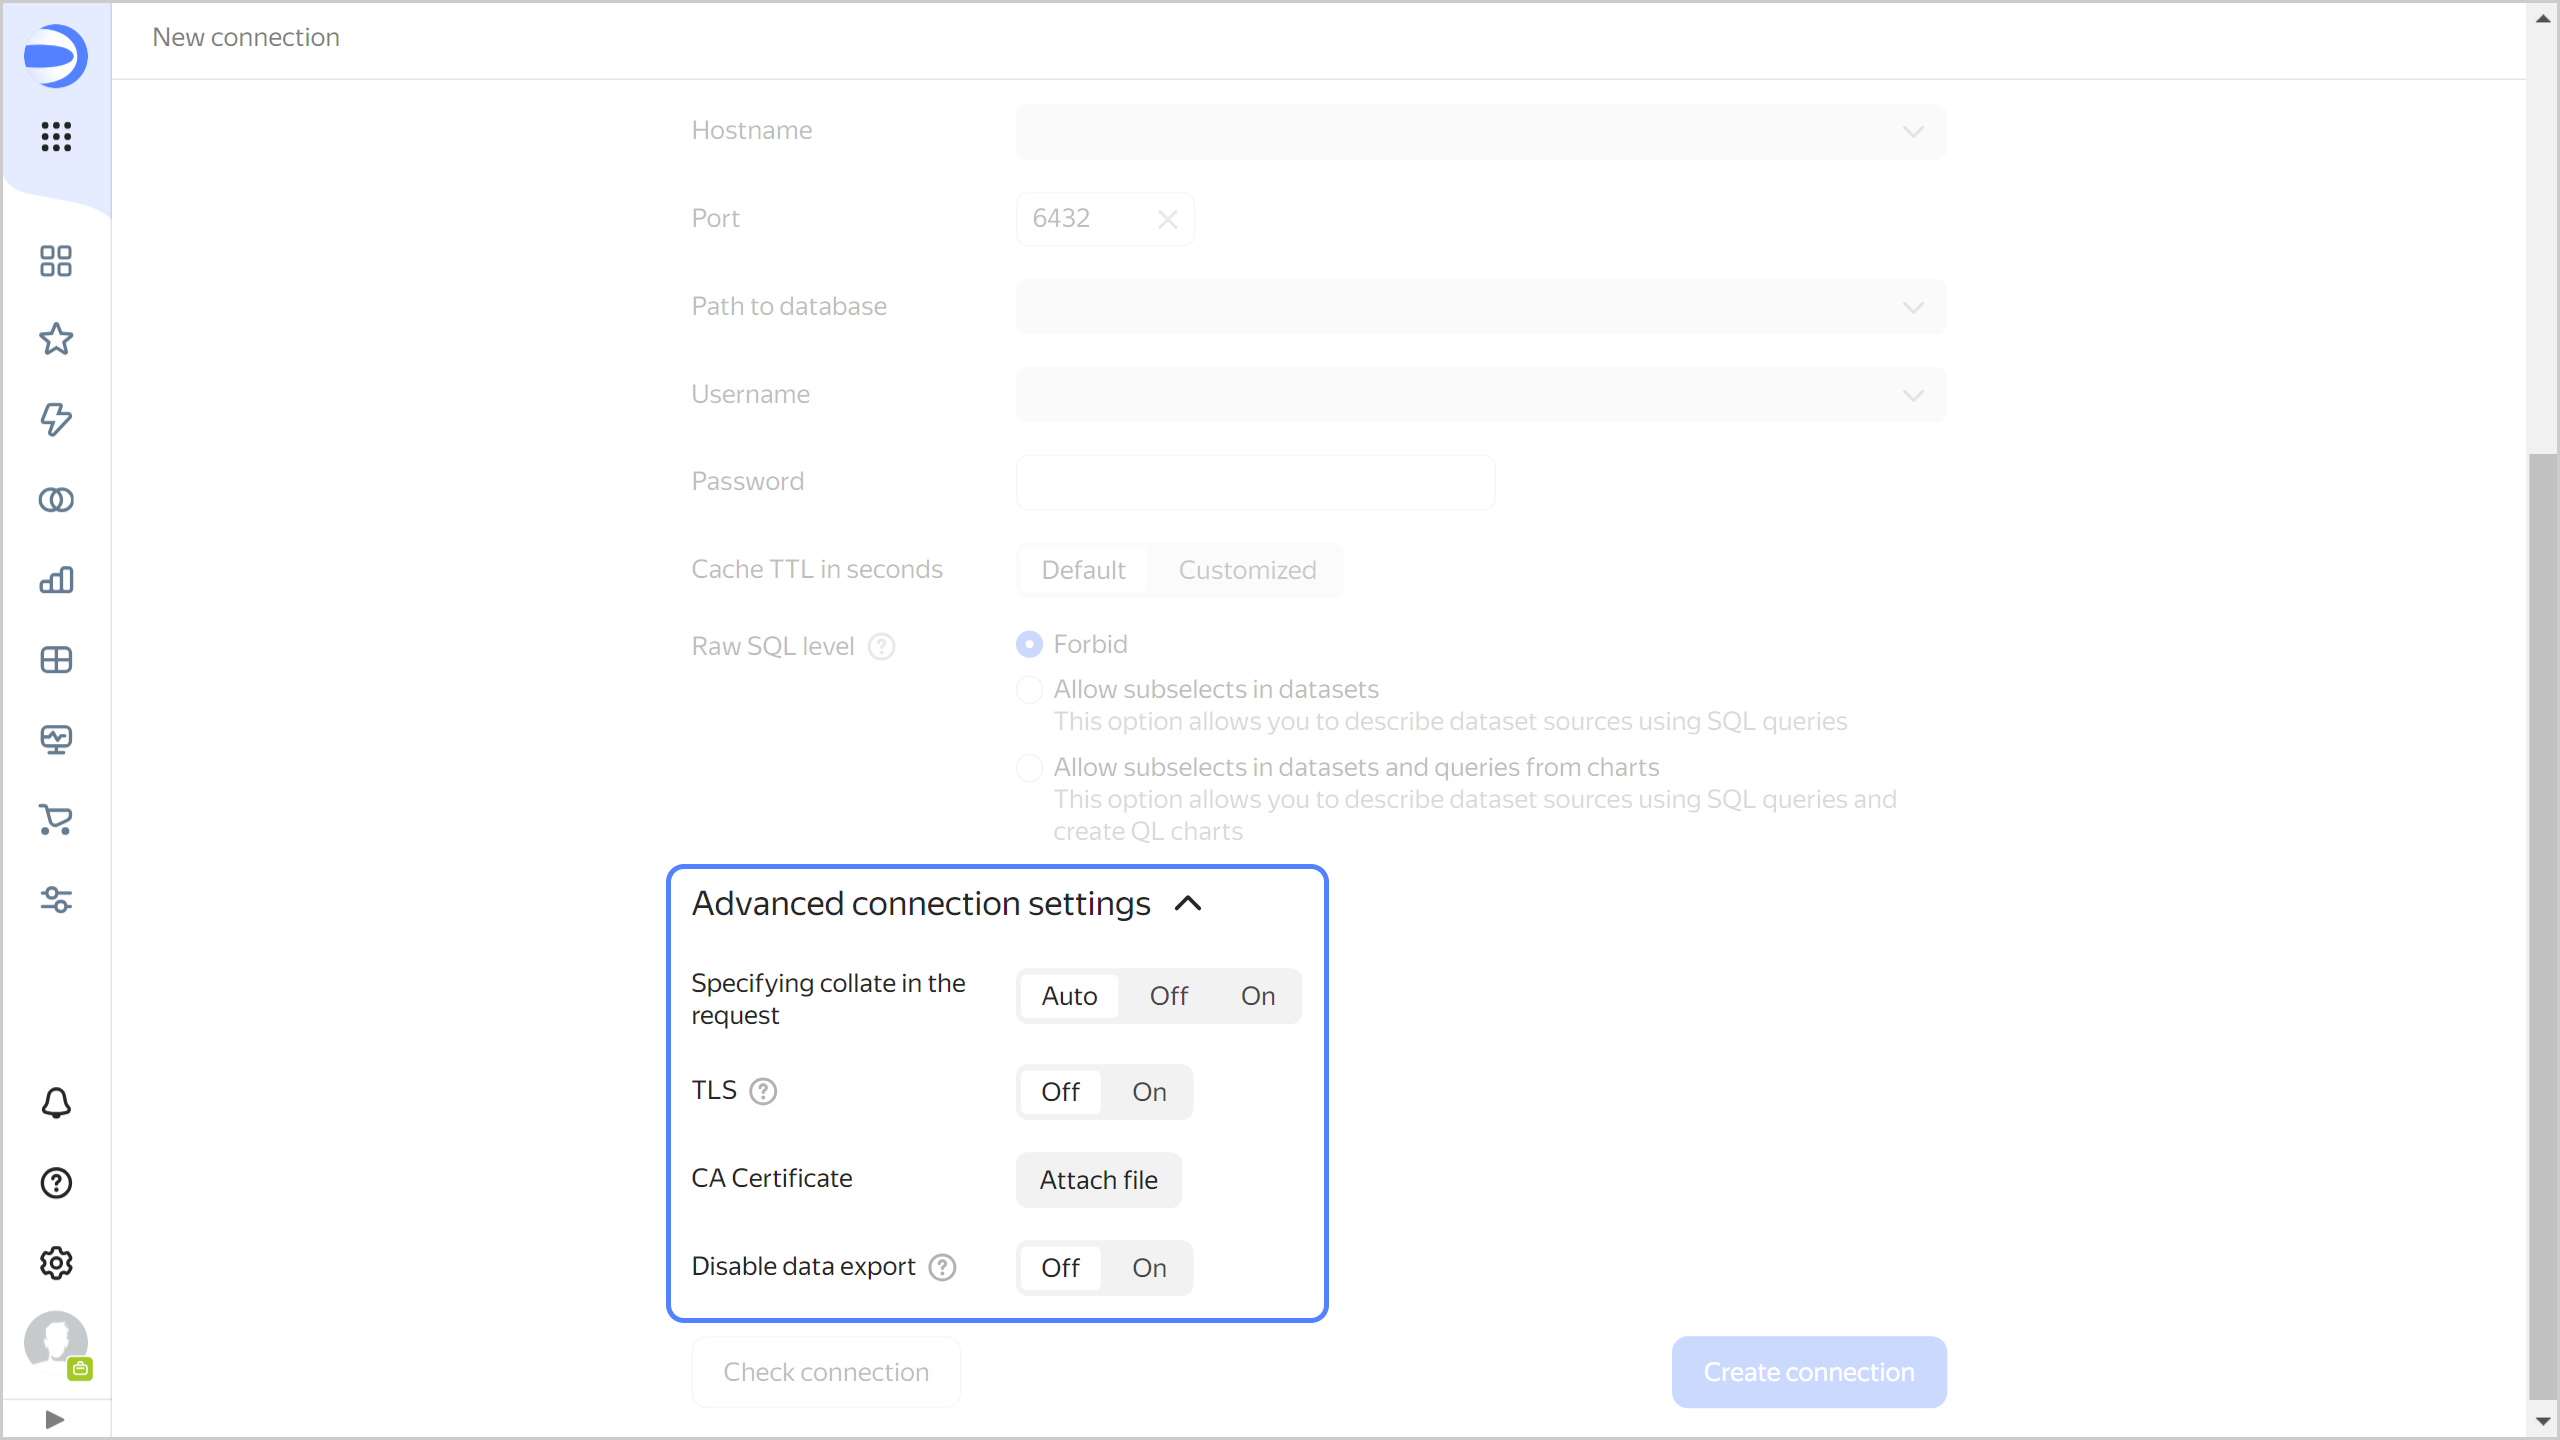 New connection
Hostname
Port
6432
Path to database
Username
Password
Cache TTL in seconds
Default Customized
Raw SQL level
Forbid
Allow subselects in datasets
This option allows you to describe dataset sources using SQL queries
Allow subselects in datasets and queries from charts
This option allows you to describe dataset sources using SQL queries and
create QL charts
Advanced connection settings
Specifying collate in the
request
Auto Off On
TLS
Off On
CA Certificate
Attach file
Disable data export
Off On
Check connection
Create connection